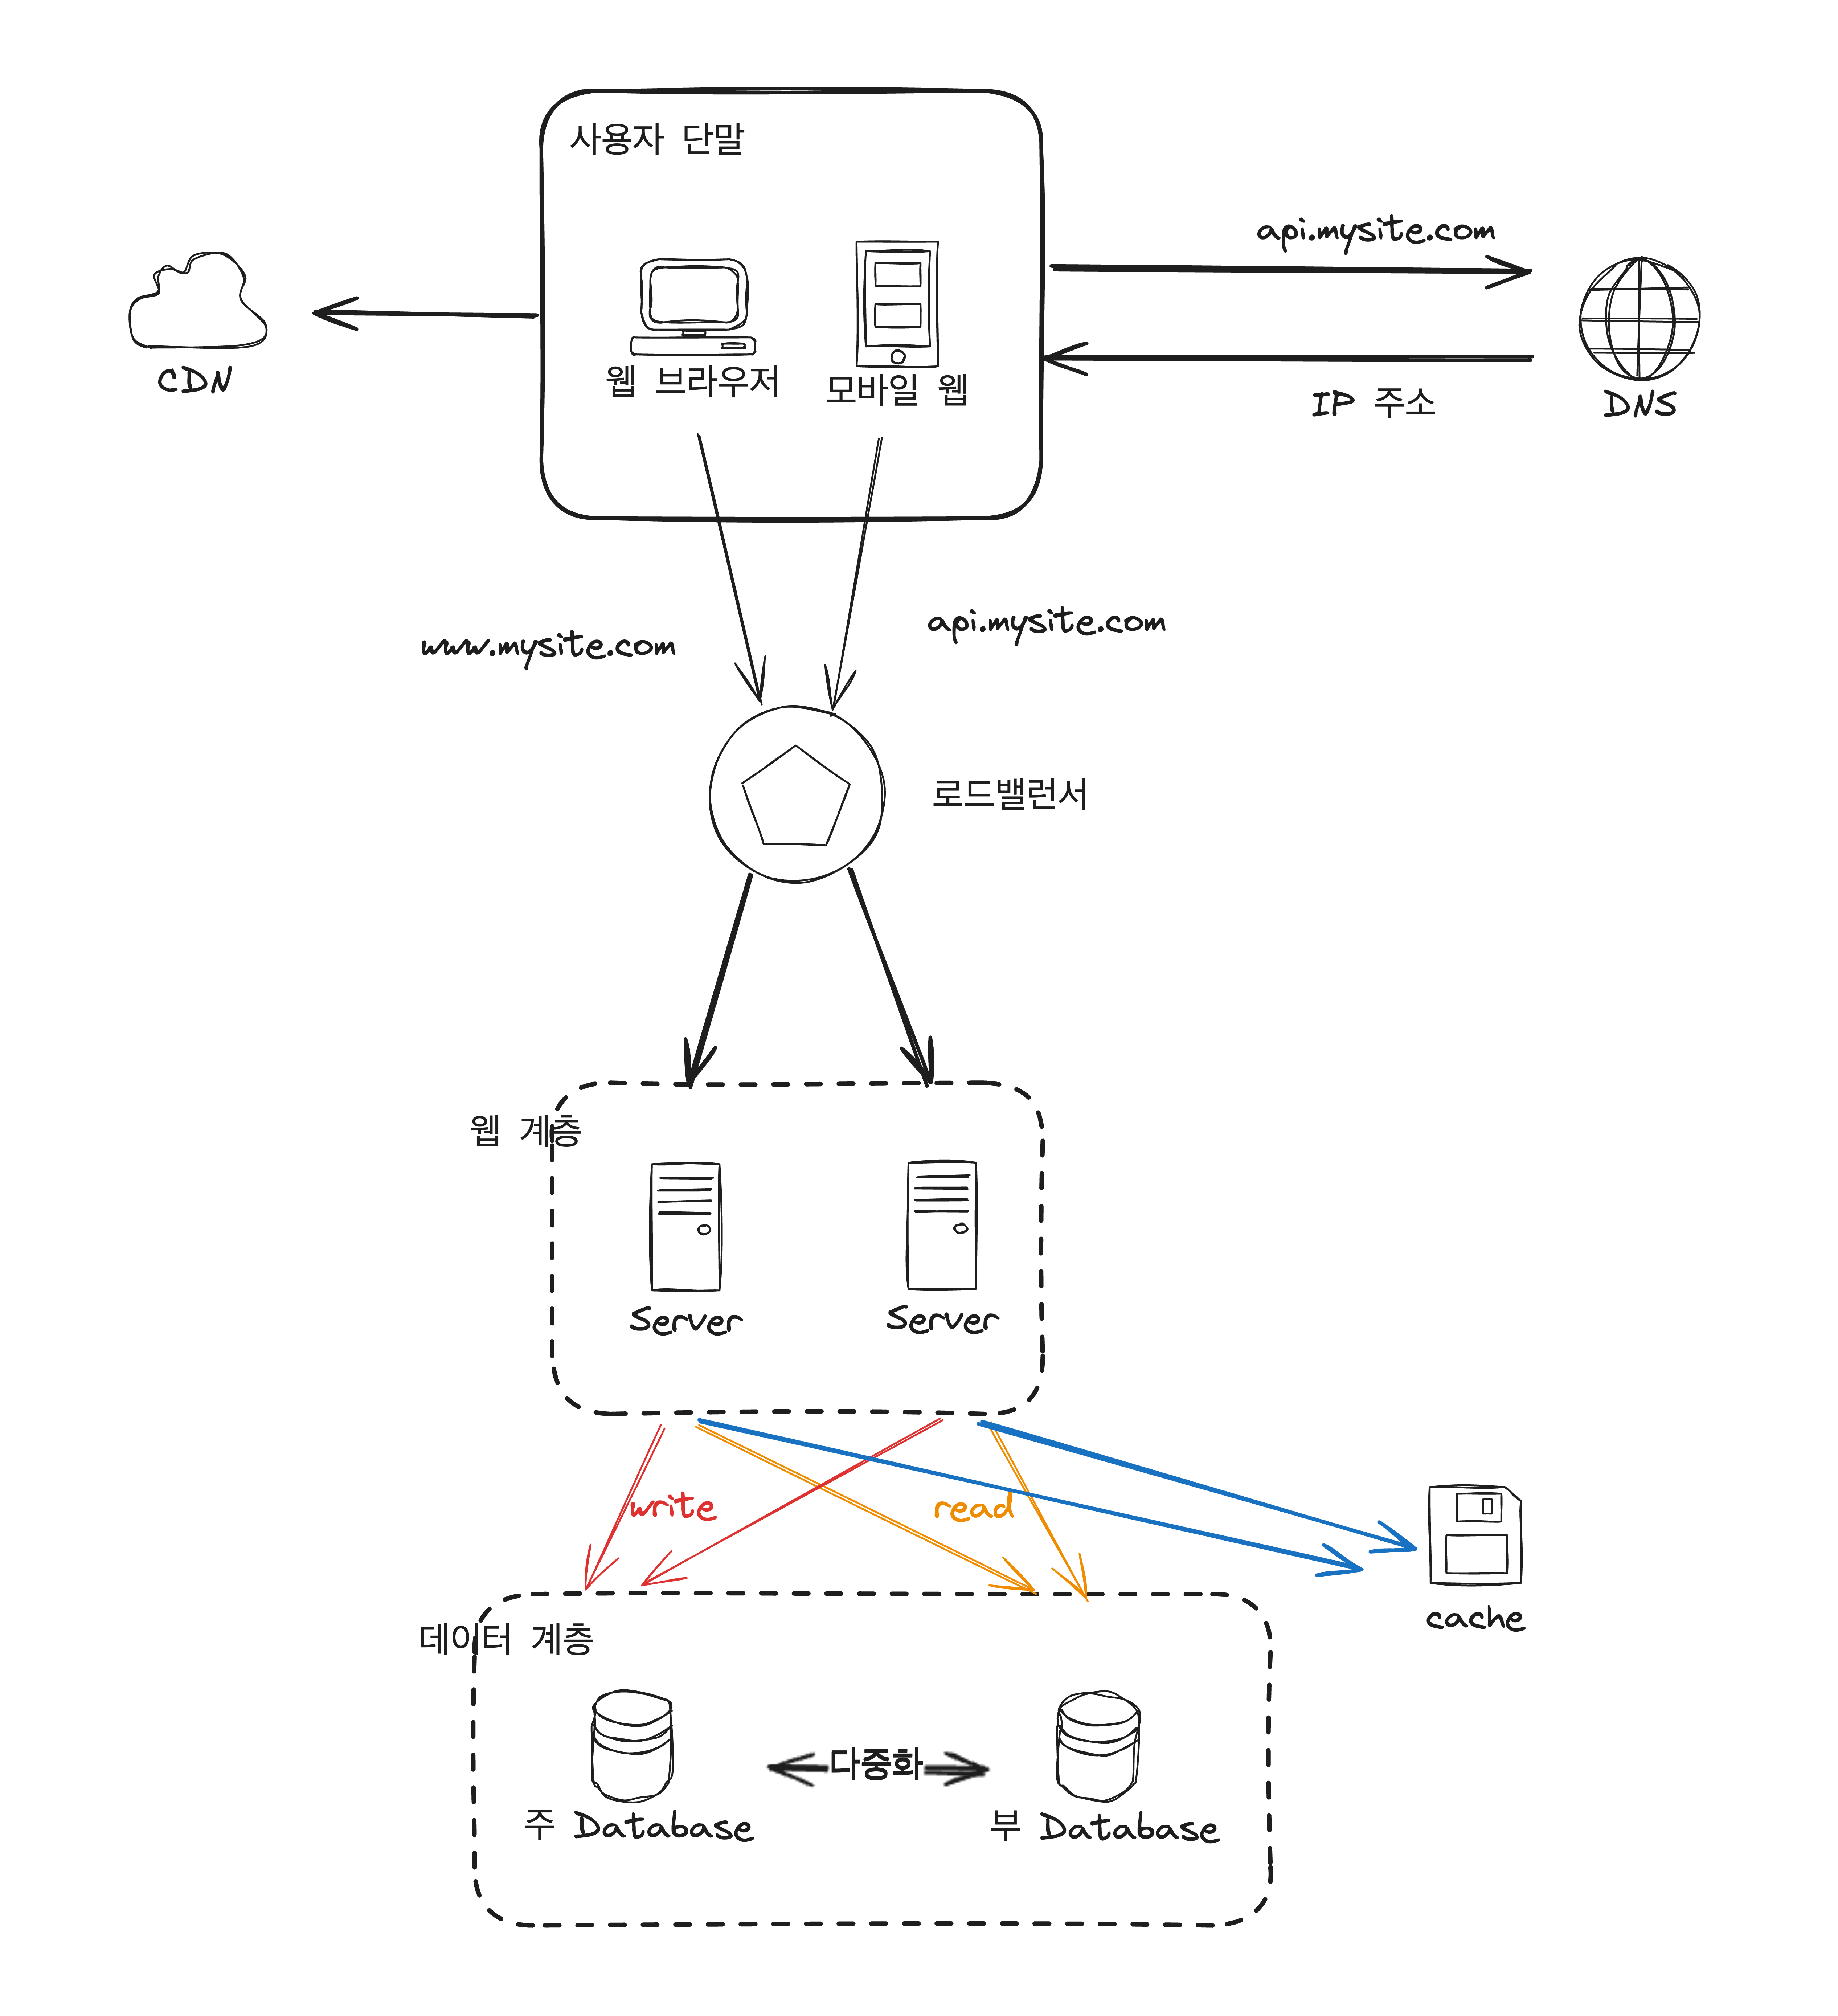 사용자 단말
api.mysite.com
CDN
웹 브라우저
모바일 웹
IP 주소
DNS
www.mysite.com
api.mysite.com
로드밸런서
웹 계층
Server
Server
write
read
cache
데이터 계층
다중화
주 Database
부 Database